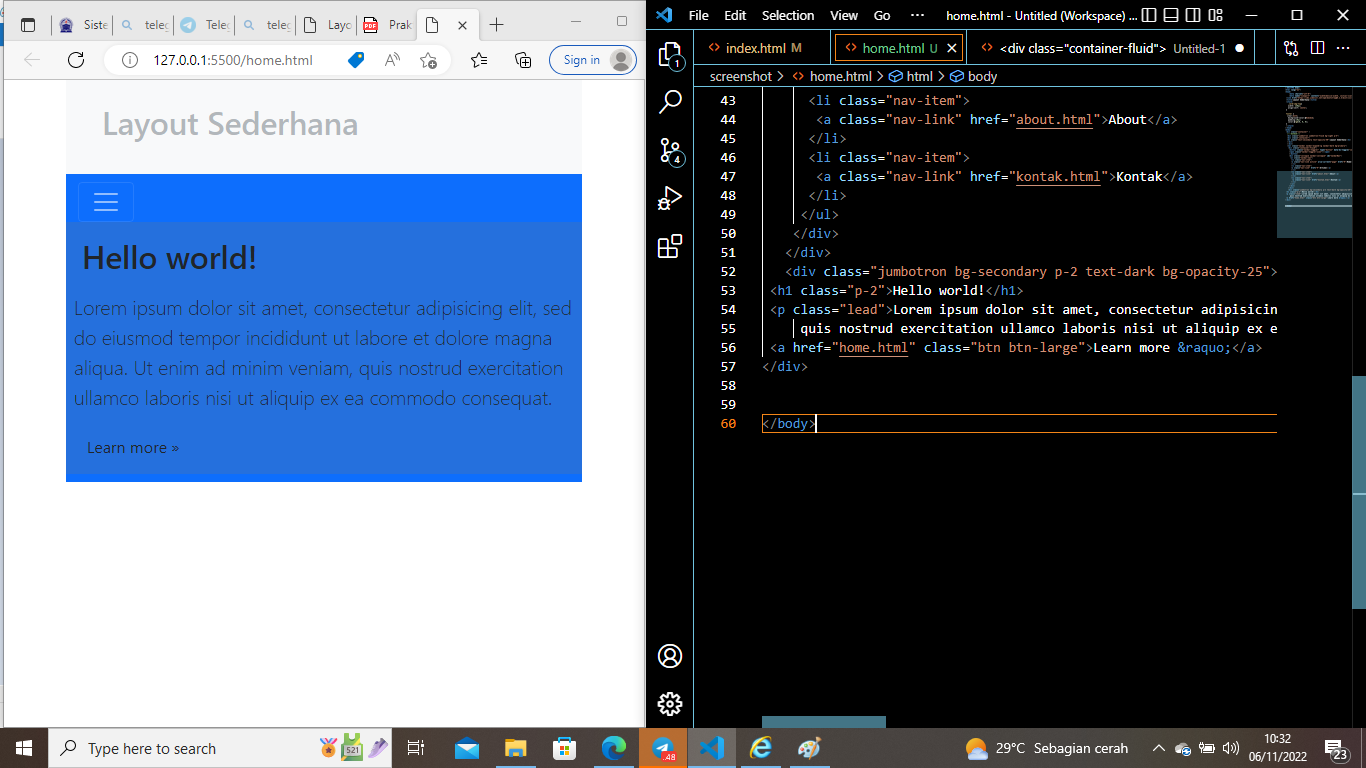 Siste
teleg
Teleg
teleg
Layo
Prak
127.0.0.1:5500/home.html
Sign in
Layout Sederhana
Hello world!
Lorem ipsum dolor sit amet, consectetur adipisicing elit, sed
do eiusmod tempor incididunt ut labore et dolore magna
aliqua. Ut enim ad minim veniam, quis nostrud exercitation
ullamco laboris nisi ut aliquip ex ea commodo consequat.
Learn more »
File Edit Selection View Go ··· home.html - Untitled (Workspace) ...
index.html M
home.html U
<div class="container-fluid"> Untitled-1
screenshot > home.html > html > body
1
4
43 <li class="nav-item">
44 <a class="nav-link" href="about.html">About</a>
45 </li>
46 <li class="nav-item">
47 <a class="nav-link" href="kontak.html">Kontak</a>
48 </li>
49 </ul>
50 </div>
51 </div>
52 <div class="jumbotron bg-secondary p-2 text-dark bg-opacity-25">
53 <h1 class="p-2">Hello world!</h1>
54 <p class="lead">Lorem ipsum dolor sit amet, consectetur adipisicin
55 quis nostrud exercitation ullamco laboris nisi ut aliquip ex e
56 <a href="home.html" class="btn btn-large">Learn more &raquo;</a>
57 </div>
58
59
60 </body>
Type here to search
521
48
29°C Sebagian cerah
10:32
06/11/2022
23